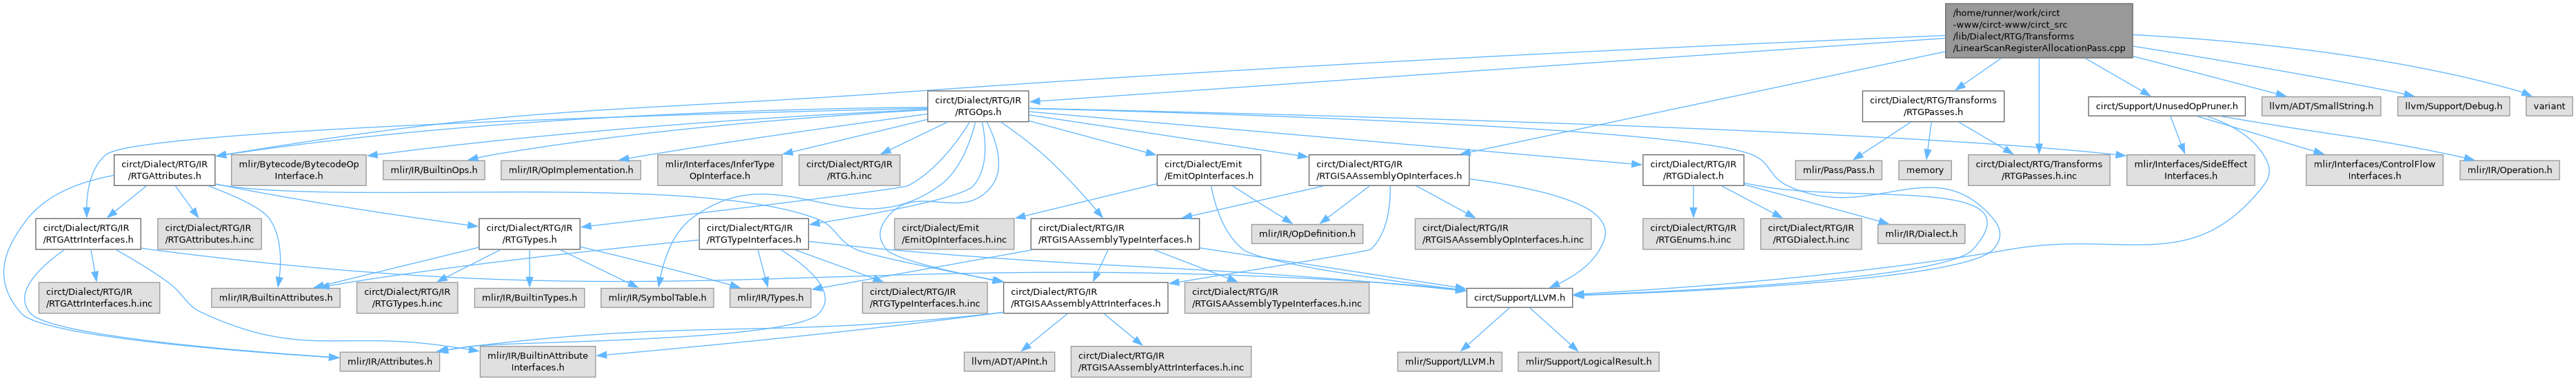 /home/runner/work/circt
-www/circt-www/circt_src
/lib/Dialect/RTG/Transforms
/LinearScanRegisterAllocationPass.cpp
circt/Dialect/RTG/IR
/RTGOps.h
circt/Dialect/RTG/Transforms
/RTGPasses.h
circt/Support/UnusedOpPruner.h
llvm/ADT/SmallString.h
llvm/Support/Debug.h
variant
circt/Dialect/RTG/IR
/RTGAttributes.h
mlir/Bytecode/BytecodeOp
Interface.h
mlir/IR/BuiltinOps.h
mlir/IR/OpImplementation.h
mlir/Interfaces/InferType
OpInterface.h
circt/Dialect/RTG/IR
/RTG.h.inc
circt/Dialect/Emit
/EmitOpInterfaces.h
circt/Dialect/RTG/IR
/RTGISAAssemblyOpInterfaces.h
circt/Dialect/RTG/IR
/RTGDialect.h
mlir/Pass/Pass.h
memory
circt/Dialect/RTG/Transforms
/RTGPasses.h.inc
mlir/Interfaces/SideEffect
Interfaces.h
mlir/Interfaces/ControlFlow
Interfaces.h
mlir/IR/Operation.h
circt/Dialect/RTG/IR
/RTGAttrInterfaces.h
circt/Dialect/RTG/IR
/RTGAttributes.h.inc
circt/Dialect/RTG/IR
/RTGTypes.h
circt/Dialect/RTG/IR
/RTGTypeInterfaces.h
circt/Dialect/Emit
/EmitOpInterfaces.h.inc
circt/Dialect/RTG/IR
/RTGISAAssemblyTypeInterfaces.h
mlir/IR/OpDefinition.h
circt/Dialect/RTG/IR
/RTGISAAssemblyOpInterfaces.h.inc
circt/Dialect/RTG/IR
/RTGEnums.h.inc
circt/Dialect/RTG/IR
/RTGDialect.h.inc
mlir/IR/Dialect.h
circt/Dialect/RTG/IR
/RTGAttrInterfaces.h.inc
mlir/IR/BuiltinAttributes.h
circt/Dialect/RTG/IR
/RTGTypes.h.inc
mlir/IR/BuiltinTypes.h
mlir/IR/SymbolTable.h
mlir/IR/Types.h
circt/Dialect/RTG/IR
/RTGTypeInterfaces.h.inc
circt/Dialect/RTG/IR
/RTGISAAssemblyAttrInterfaces.h
circt/Dialect/RTG/IR
/RTGISAAssemblyTypeInterfaces.h.inc
circt/Support/LLVM.h
mlir/IR/Attributes.h
mlir/IR/BuiltinAttribute
Interfaces.h
llvm/ADT/APInt.h
circt/Dialect/RTG/IR
/RTGISAAssemblyAttrInterfaces.h.inc
mlir/Support/LLVM.h
mlir/Support/LogicalResult.h